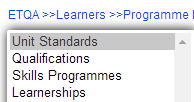 ETQA >>Learners >>Programme
Unit Standards
Qualifications
Skills Programmes
Learnerships